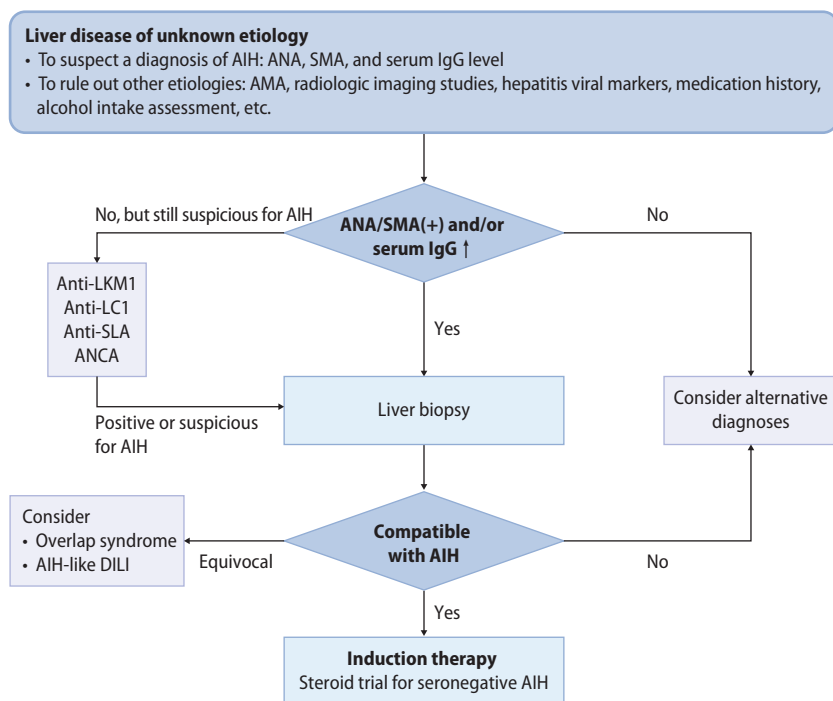 Liver disease of unknown etiology
• To suspect a diagnosis of AIH: ANA, SMA, and serum IgG level
• To rule out other etiologies: AMA, radiologic imaging studies, hepatitis viral markers, medication history,
alcohol intake assessment, etc.
No, but still suspicious for AIH
ANA/SMA(+) and/or
serum IgG ↑
No
Anti-LKM1
Anti-LC1
Anti-SLA
ANCA
Yes
Positive or suspicious
for AIH
Liver biopsy
Consider alternative
diagnoses
Consider
• Overlap syndrome
• AIH-like DILI
Equivocal
Compatible
with AIH
No
Yes
Induction therapy
Steroid trial for seronegative AIH